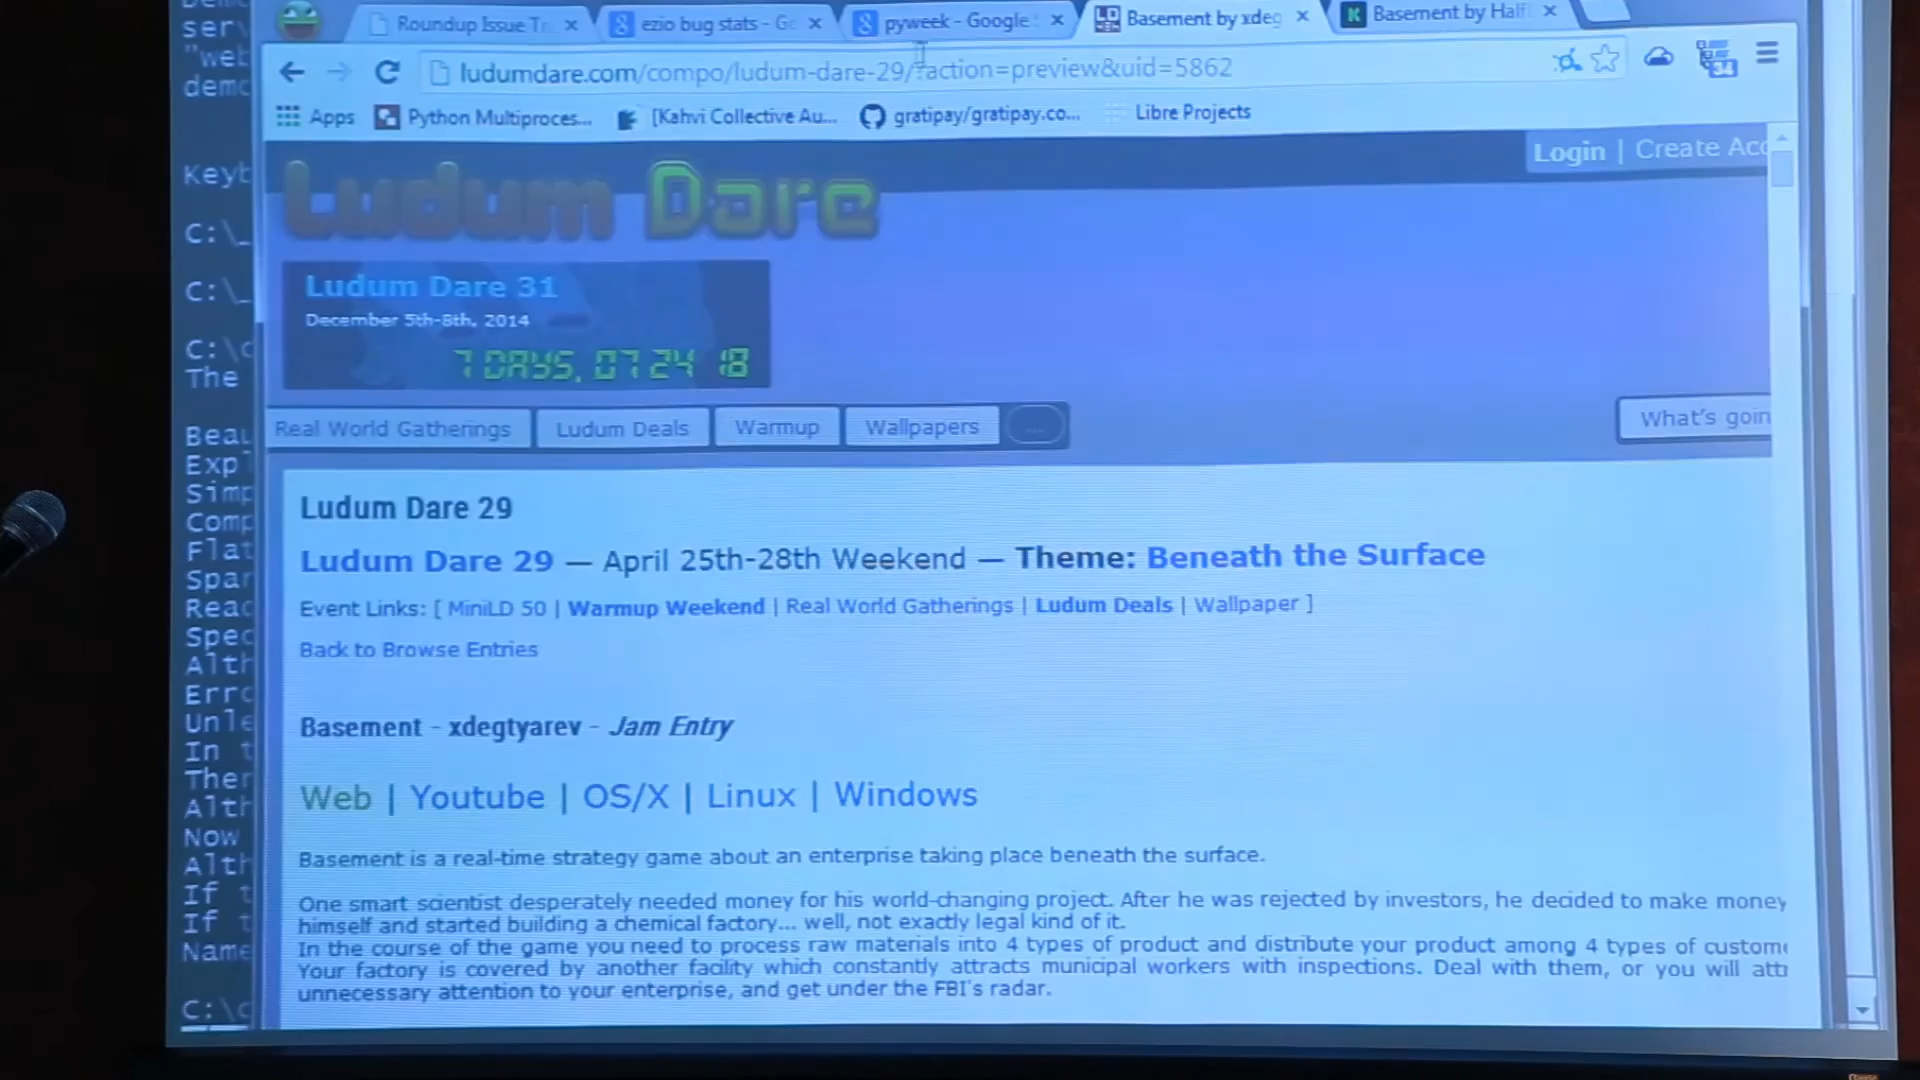 Roundup Issue Tr
ezio bug stats - Go
pyweek - Google
Basement by xdeg
Basement by Half
ludumdare.com/compo/ludum-dare-29/?action=preview&uid=5862
Apps
Python Multiproces...
[Kahvi Collective Au...
gratipay/gratipay.co...
Libre Projects
Login | Create Acc
Ludum Dare
Ludum Dare 31
December 5th-8th, 2014
7 DAYS, 07 24 18
Real World Gatherings
Ludum Deals
Warmup
Wallpapers
...
What's goin
Ludum Dare 29
Ludum Dare 29 — April 25th-28th Weekend — Theme: Beneath the Surface
Event Links: [ MiniLD 50 | Warmup Weekend | Real World Gatherings | Ludum Deals | Wallpaper ]
Back to Browse Entries
Basement - xdegtyarev - Jam Entry
Web | Youtube | OS/X | Linux | Windows
Basement is a real-time strategy game about an enterprise taking place beneath the surface.
One smart scientist desperately needed money for his world-changing project. After he was rejected by investors, he decided to make money
himself and started building a chemical factory... well, not exactly legal kind of it.
In the course of the game you need to process raw materials into 4 types of product and distribute your product among 4 types of custome
Your factory is covered by another facility which constantly attracts municipal workers with inspections. Deal with them, or you will attr
unnecessary attention to your enterprise, and get under the FBI's radar.
serv
"web
demo
Keyb
C:\_
C:\_
C:\c
The
Beau
Expl
Simp
Comp
Flat
Spar
Read
Spec
Alth
Erro
Unle
In t
Ther
Alth
Now
Alth
If t
If t
Name
C:\c